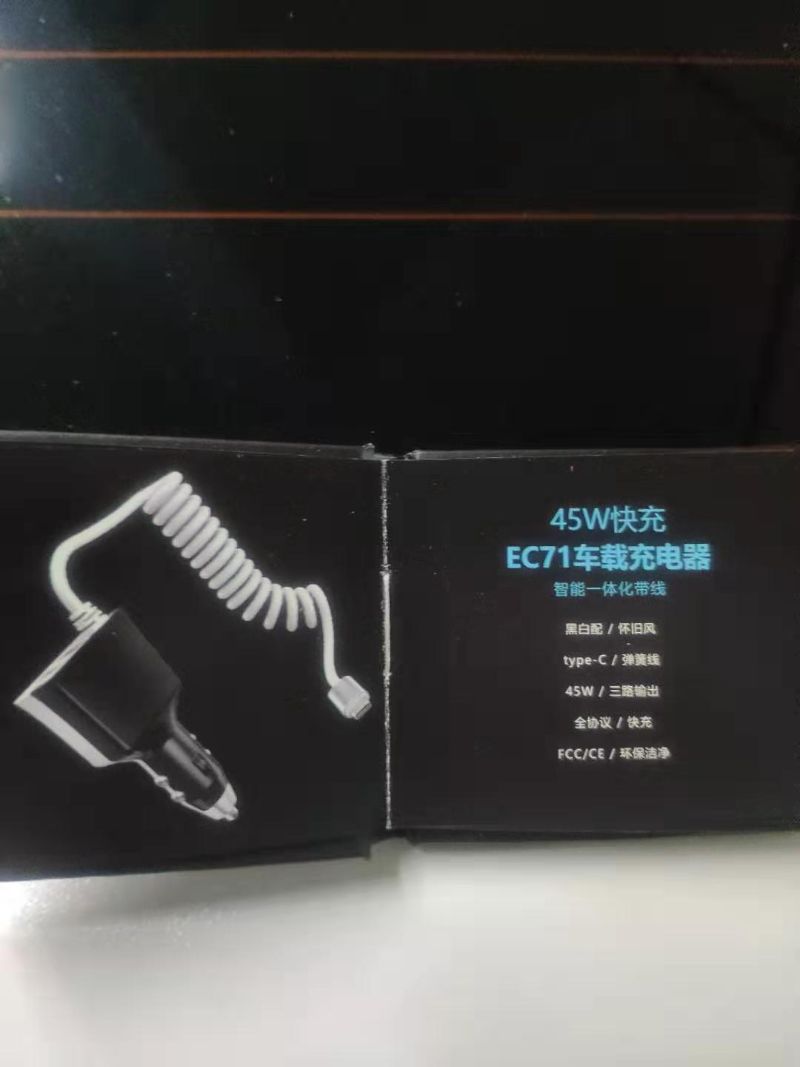 45W快充
EC71车载充电器
智能一体化带线
黑白配 / 怀旧风
type-C / 弹簧线
45W / 三路输出
全协议 / 快充
FCC/CE / 环保洁净